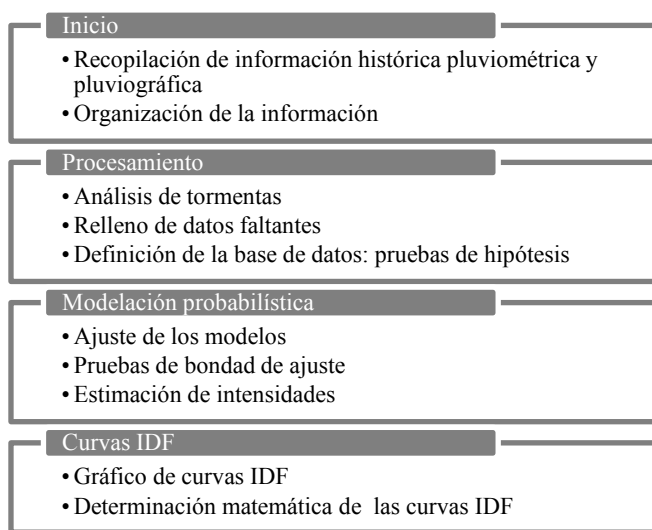 Inicio
• Recopilación de información histórica pluviométrica y
pluviográfica
• Organización de la información
Procesamiento
• Análisis de tormentas
• Relleno de datos faltantes
• Definición de la base de datos: pruebas de hipótesis
Modelación probabilística
• Ajuste de los modelos
• Pruebas de bondad de ajuste
• Estimación de intensidades
Curvas IDF
• Gráfico de curvas IDF
• Determinación matemática de las curvas IDF